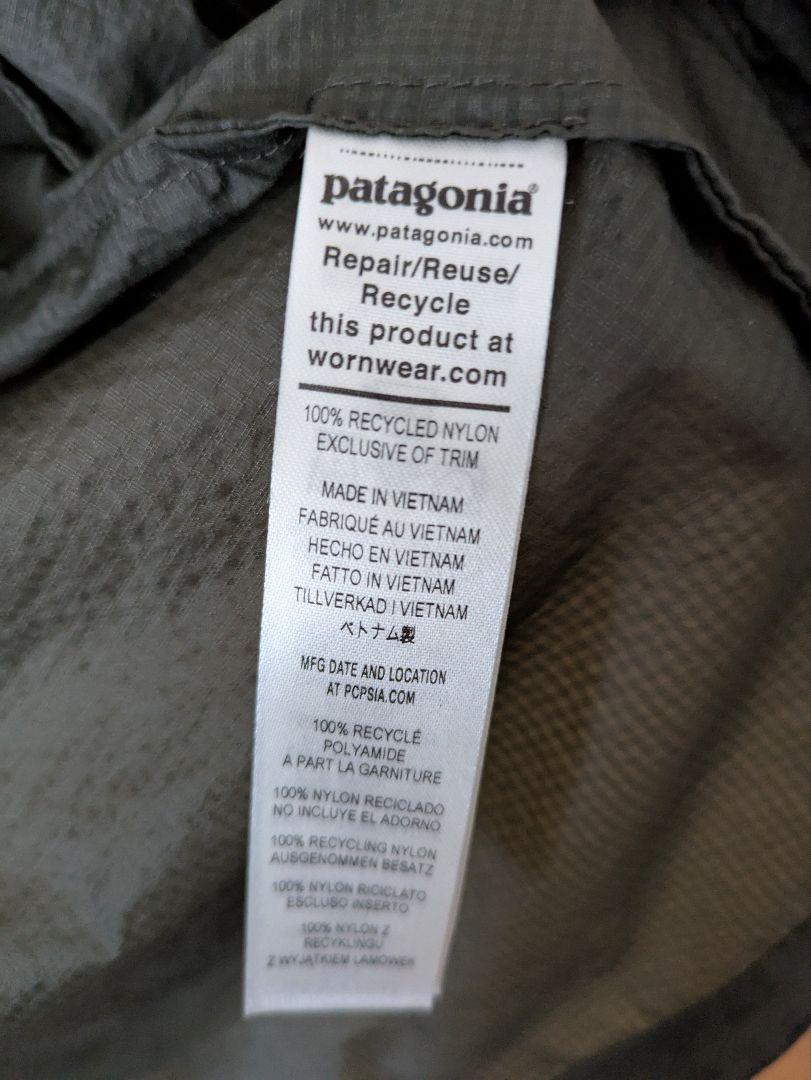 patagonia®
www.patagonia.com
Repair/Reuse/
Recycle
this product at
wornwear.com
100% RECYCLED NYLON
EXCLUSIVE OF TRIM
MADE IN VIETNAM
FABRIQUÉ AU VIETNAM
HECHO EN VIETNAM
FATTO IN VIETNAM
TILLVERKAD I VIETNAM
ベトナム製
MFG DATE AND LOCATION
AT PCPSIA.COM
100% RECYCLÉ
POLYAMIDE
A PART LA GARNITURE
100% NYLON RECICLADO
NO INCLUYE EL ADORNO
100% RECYCLING NYLON
AUSGENOMMEN BESATZ
100% NYLON RICICLATO
ESCLUSO INSERTO
100% NYLON Z
RECYKLINGU
Z WYJĄTKIEM LAMÓWEK